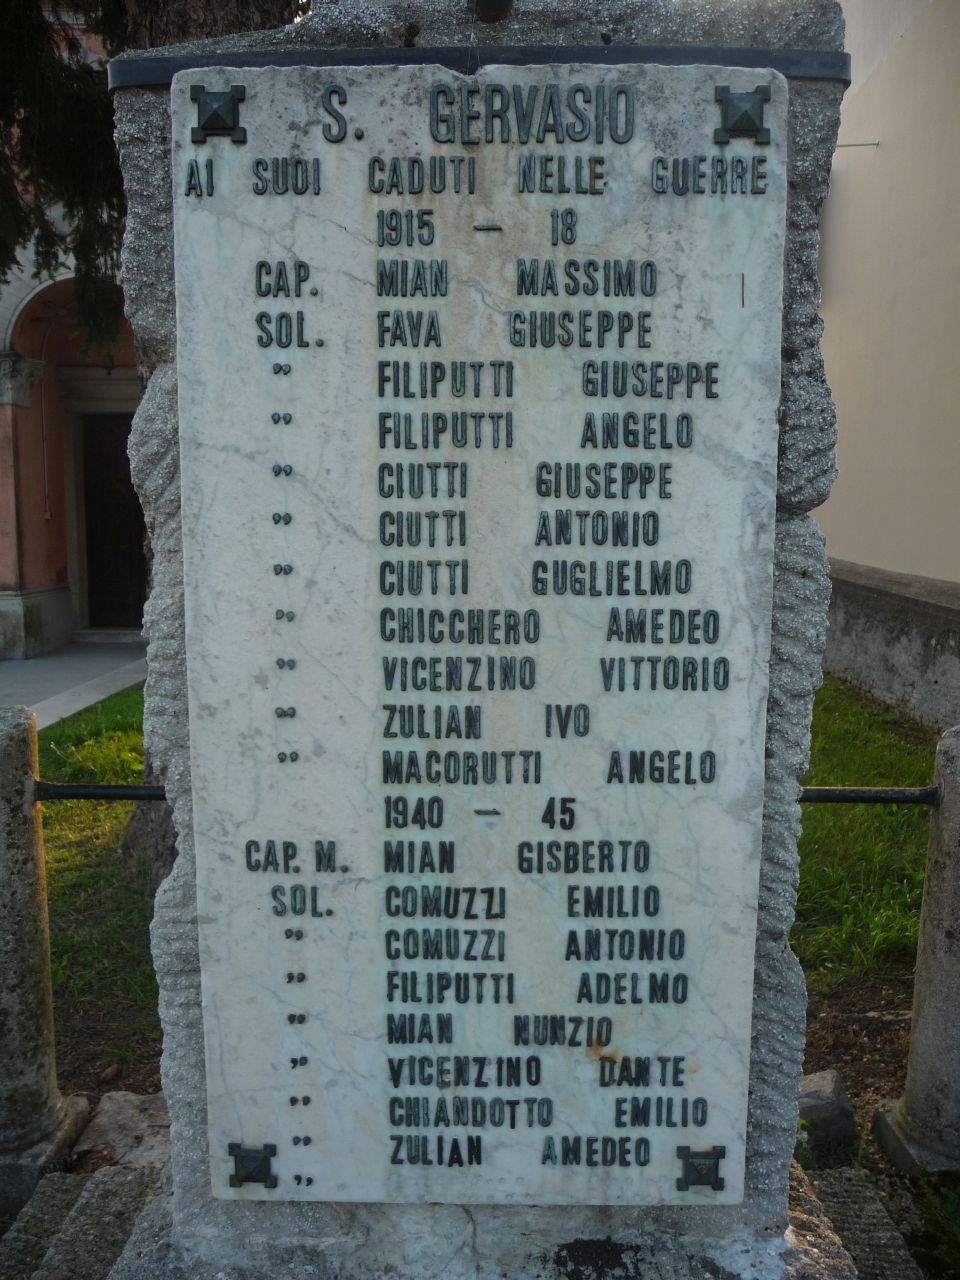 S. GERVASIO
AI SUOI CADUTI NELLE GUERRE
1915 - 18
CAP. MIAN MASSIMO
SOL. FAVA GIUSEPPE
" FILIPUTTI GIUSEPPE
" FILIPUTTI ANGELO
" CIUTTI GIUSEPPE
" CIUTTI ANTONIO
" CIUTTI GUGLIELMO
" CHICCHERO AMEDEO
" VICENZINO VITTORIO
" ZULIAN IVO
" MACORUTTI ANGELO
1940 - 45
CAP. M. MIAN GISBERTO
SOL. COMUZZI EMILIO
" COMUZZI ANTONIO
" FILIPUTTI ADELMO
" MIAN NUNZIO
" VICENZINO DANTE
" CHIANDOTTO EMILIO
" ZULIAN AMEDEO
"